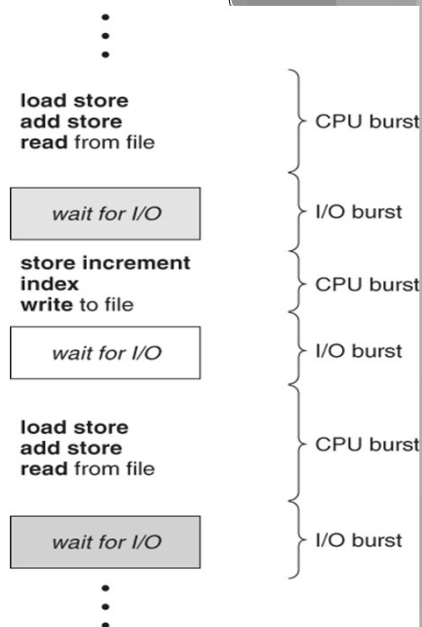 load store
add store
read from file
CPU burst
wait for I/O
I/O burst
store increment
index
write to file
CPU burst
wait for I/O
I/O burst
load store
add store
read from file
CPU burst
wait for I/O
I/O burst